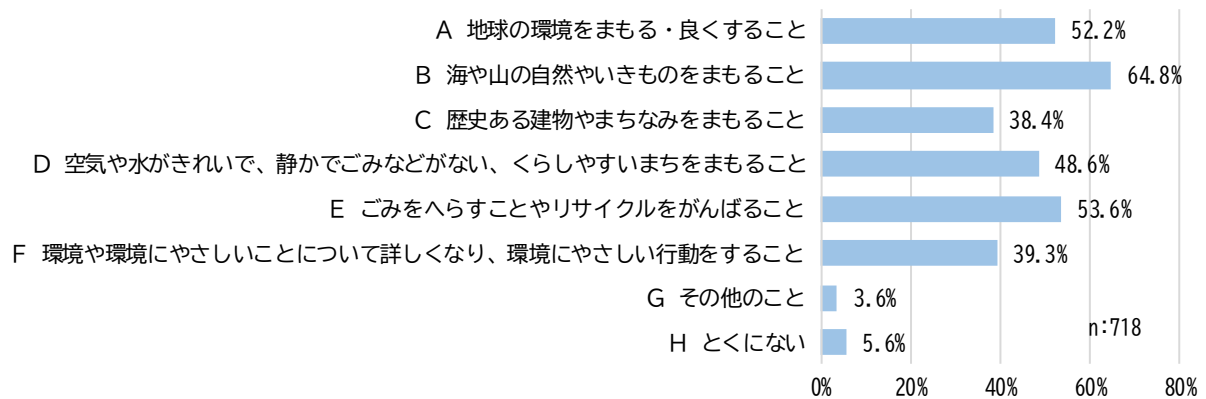 A 地球の環境をまもる・良くすること 52.2%
B 海や山の自然やいきものをまもること 64.8%
C 歴史ある建物やまちなみをまもること 38.4%
D 空気や水がきれいで、静かでごみなどがない、くらしやすいまちをまもること 48.6%
E ごみをへらすことやリサイクルをがんばること 53.6%
F 環境や環境にやさしいことについて詳しくなり、環境にやさしい行動をすること 39.3%
G その他のこと 3.6%
n:718
H とくにない 5.6%
0% 20% 40% 60% 80%